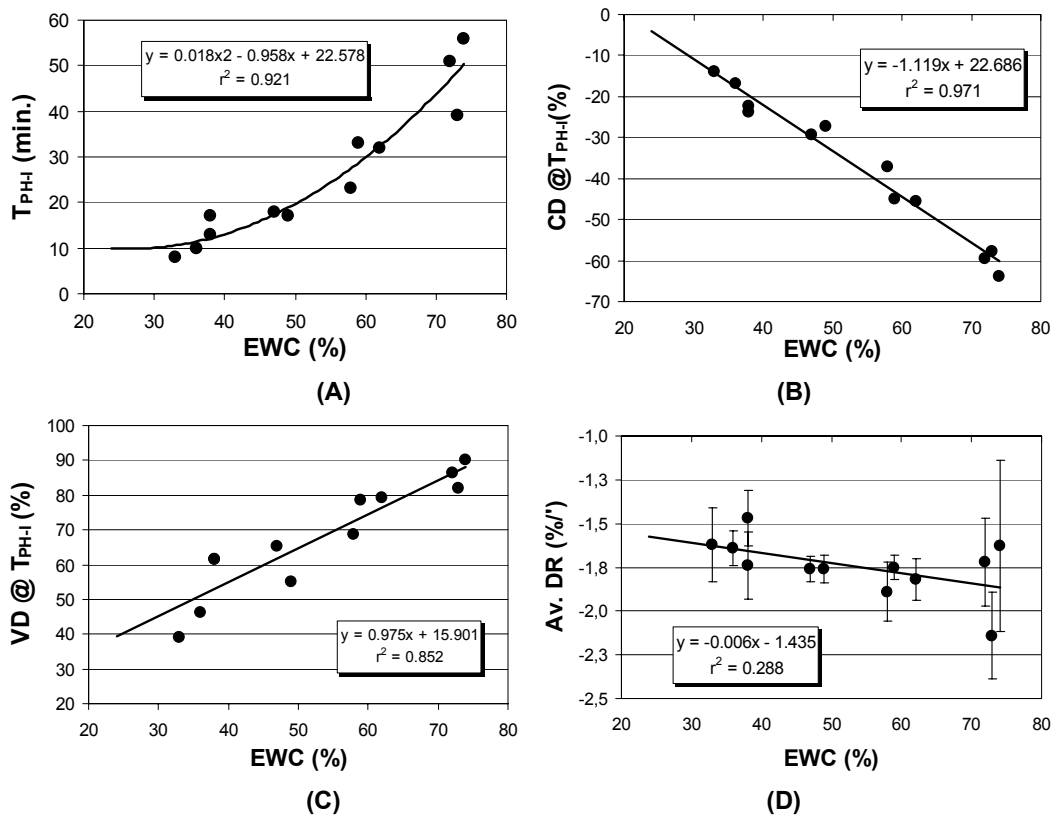 60
50
40
30
20
10
0
T_PH-I (min.)
y = 0.018x2 - 0.958x + 22.578
r² = 0.921
20 30 40 50 60 70 80
EWC (%)
(A)
0
-10
-20
-30
-40
-50
-60
-70
CD @T_PH-I(%)
y = -1.119x + 22.686
r² = 0.971
20 30 40 50 60 70 80
EWC (%)
(B)
100
90
80
70
60
50
40
30
20
VD @ T_PH-I (%)
y = 0.975x + 15.901
r² = 0.852
20 30 40 50 60 70 80
EWC (%)
(C)
-1,0
-1,3
-1,5
-1,8
-2,0
-2,3
-2,5
Av. DR (%/')
y = -0.006x - 1.435
r² = 0.288
20 30 40 50 60 70 80
EWC (%)
(D)